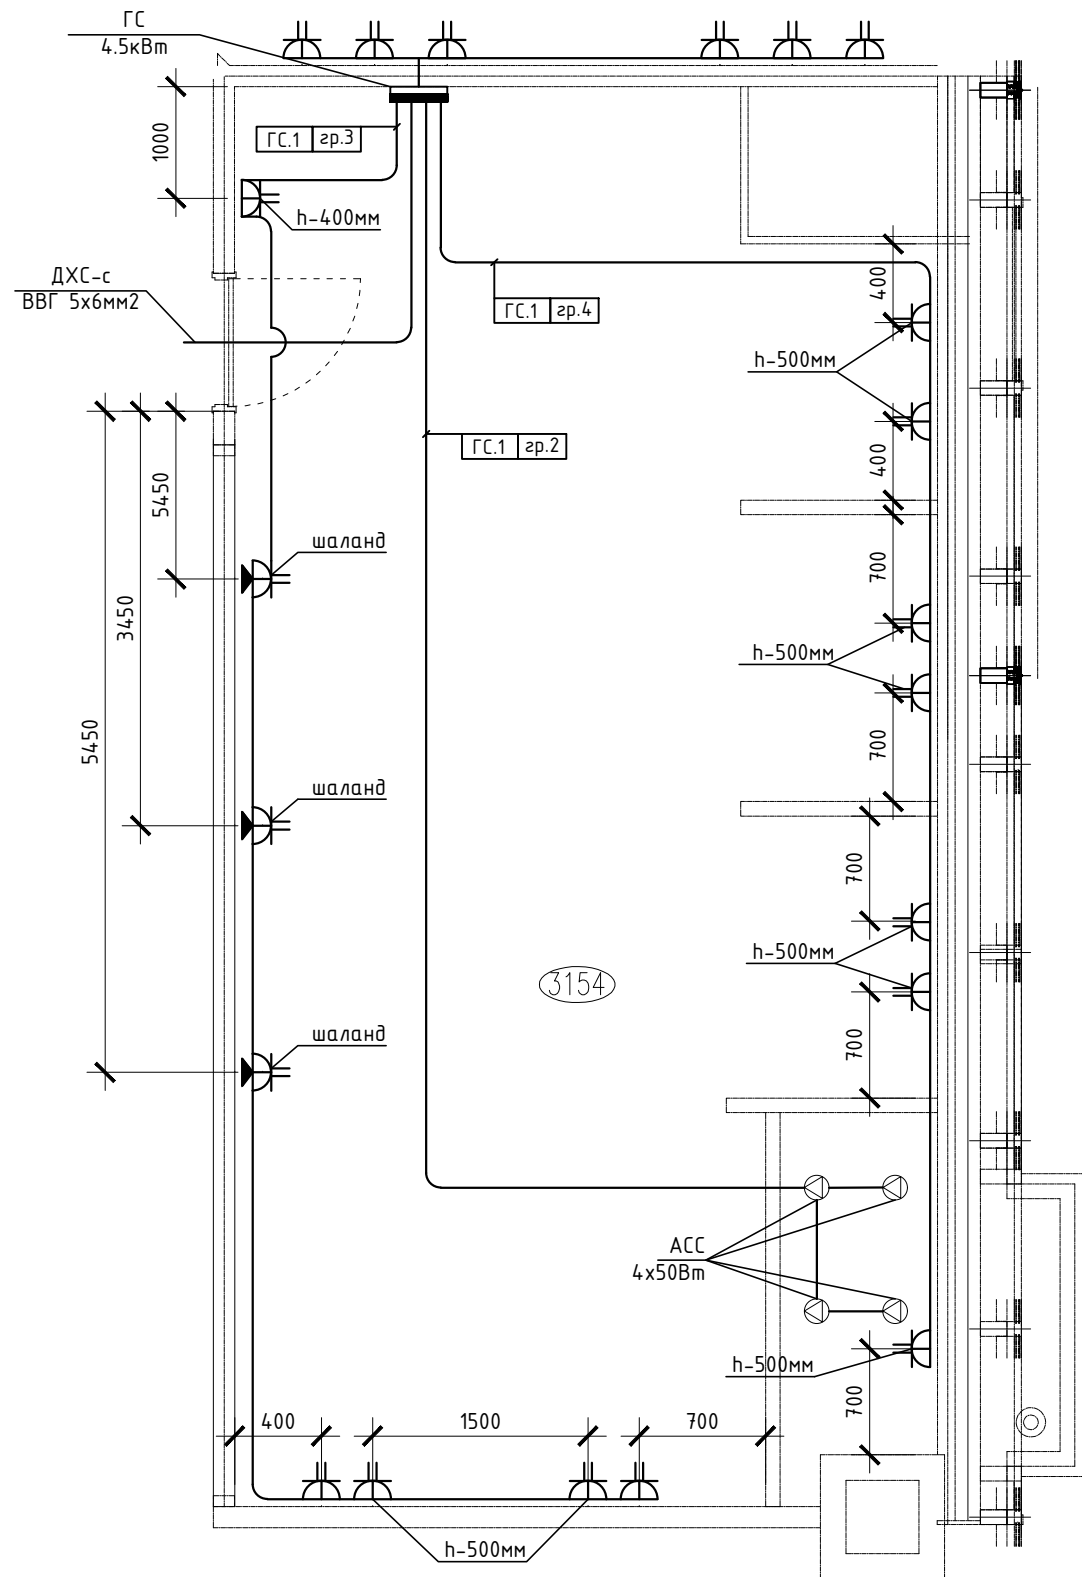 ГС
4.5кВт
1000
ГС.1 гр.3
h-400мм
ДХС-с
ВВГ 5х6мм2
ГС.1 гр.4
400
h-500мм
400
ГС.1 гр.2
5450
шаланд
700
3450
h-500мм
5450
700
шаланд
700
h-500мм
3154
шаланд
700
АСС
4х50Вт
h-500мм
700
400
1500
700
h-500мм